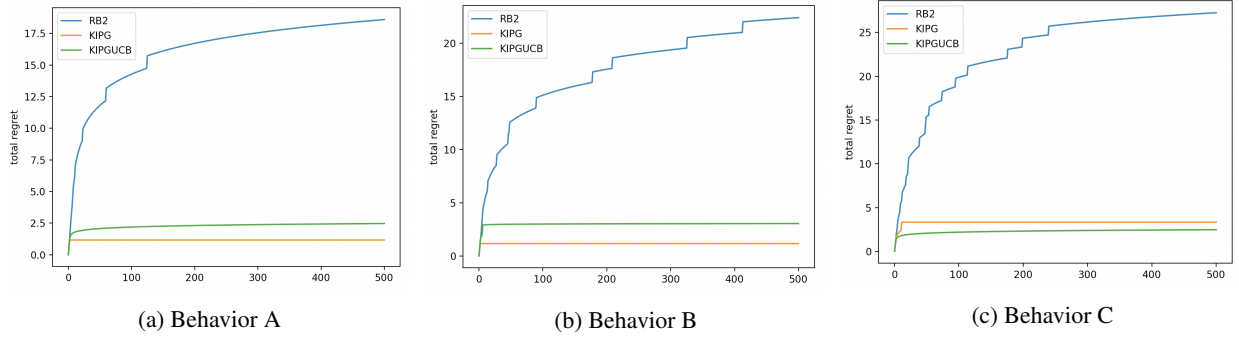 RB2
KIPG
KIPGUCB
total regret
17.5
15.0
12.5
10.0
7.5
5.0
2.5
0.0
0 100 200 300 400 500
(a) Behavior A
RB2
KIPG
KIPGUCB
total regret
20
15
10
5
0
0 100 200 300 400 500
(b) Behavior B
RB2
KIPG
KIPGUCB
total regret
25
20
15
10
5
0
0 100 200 300 400 500
(c) Behavior C